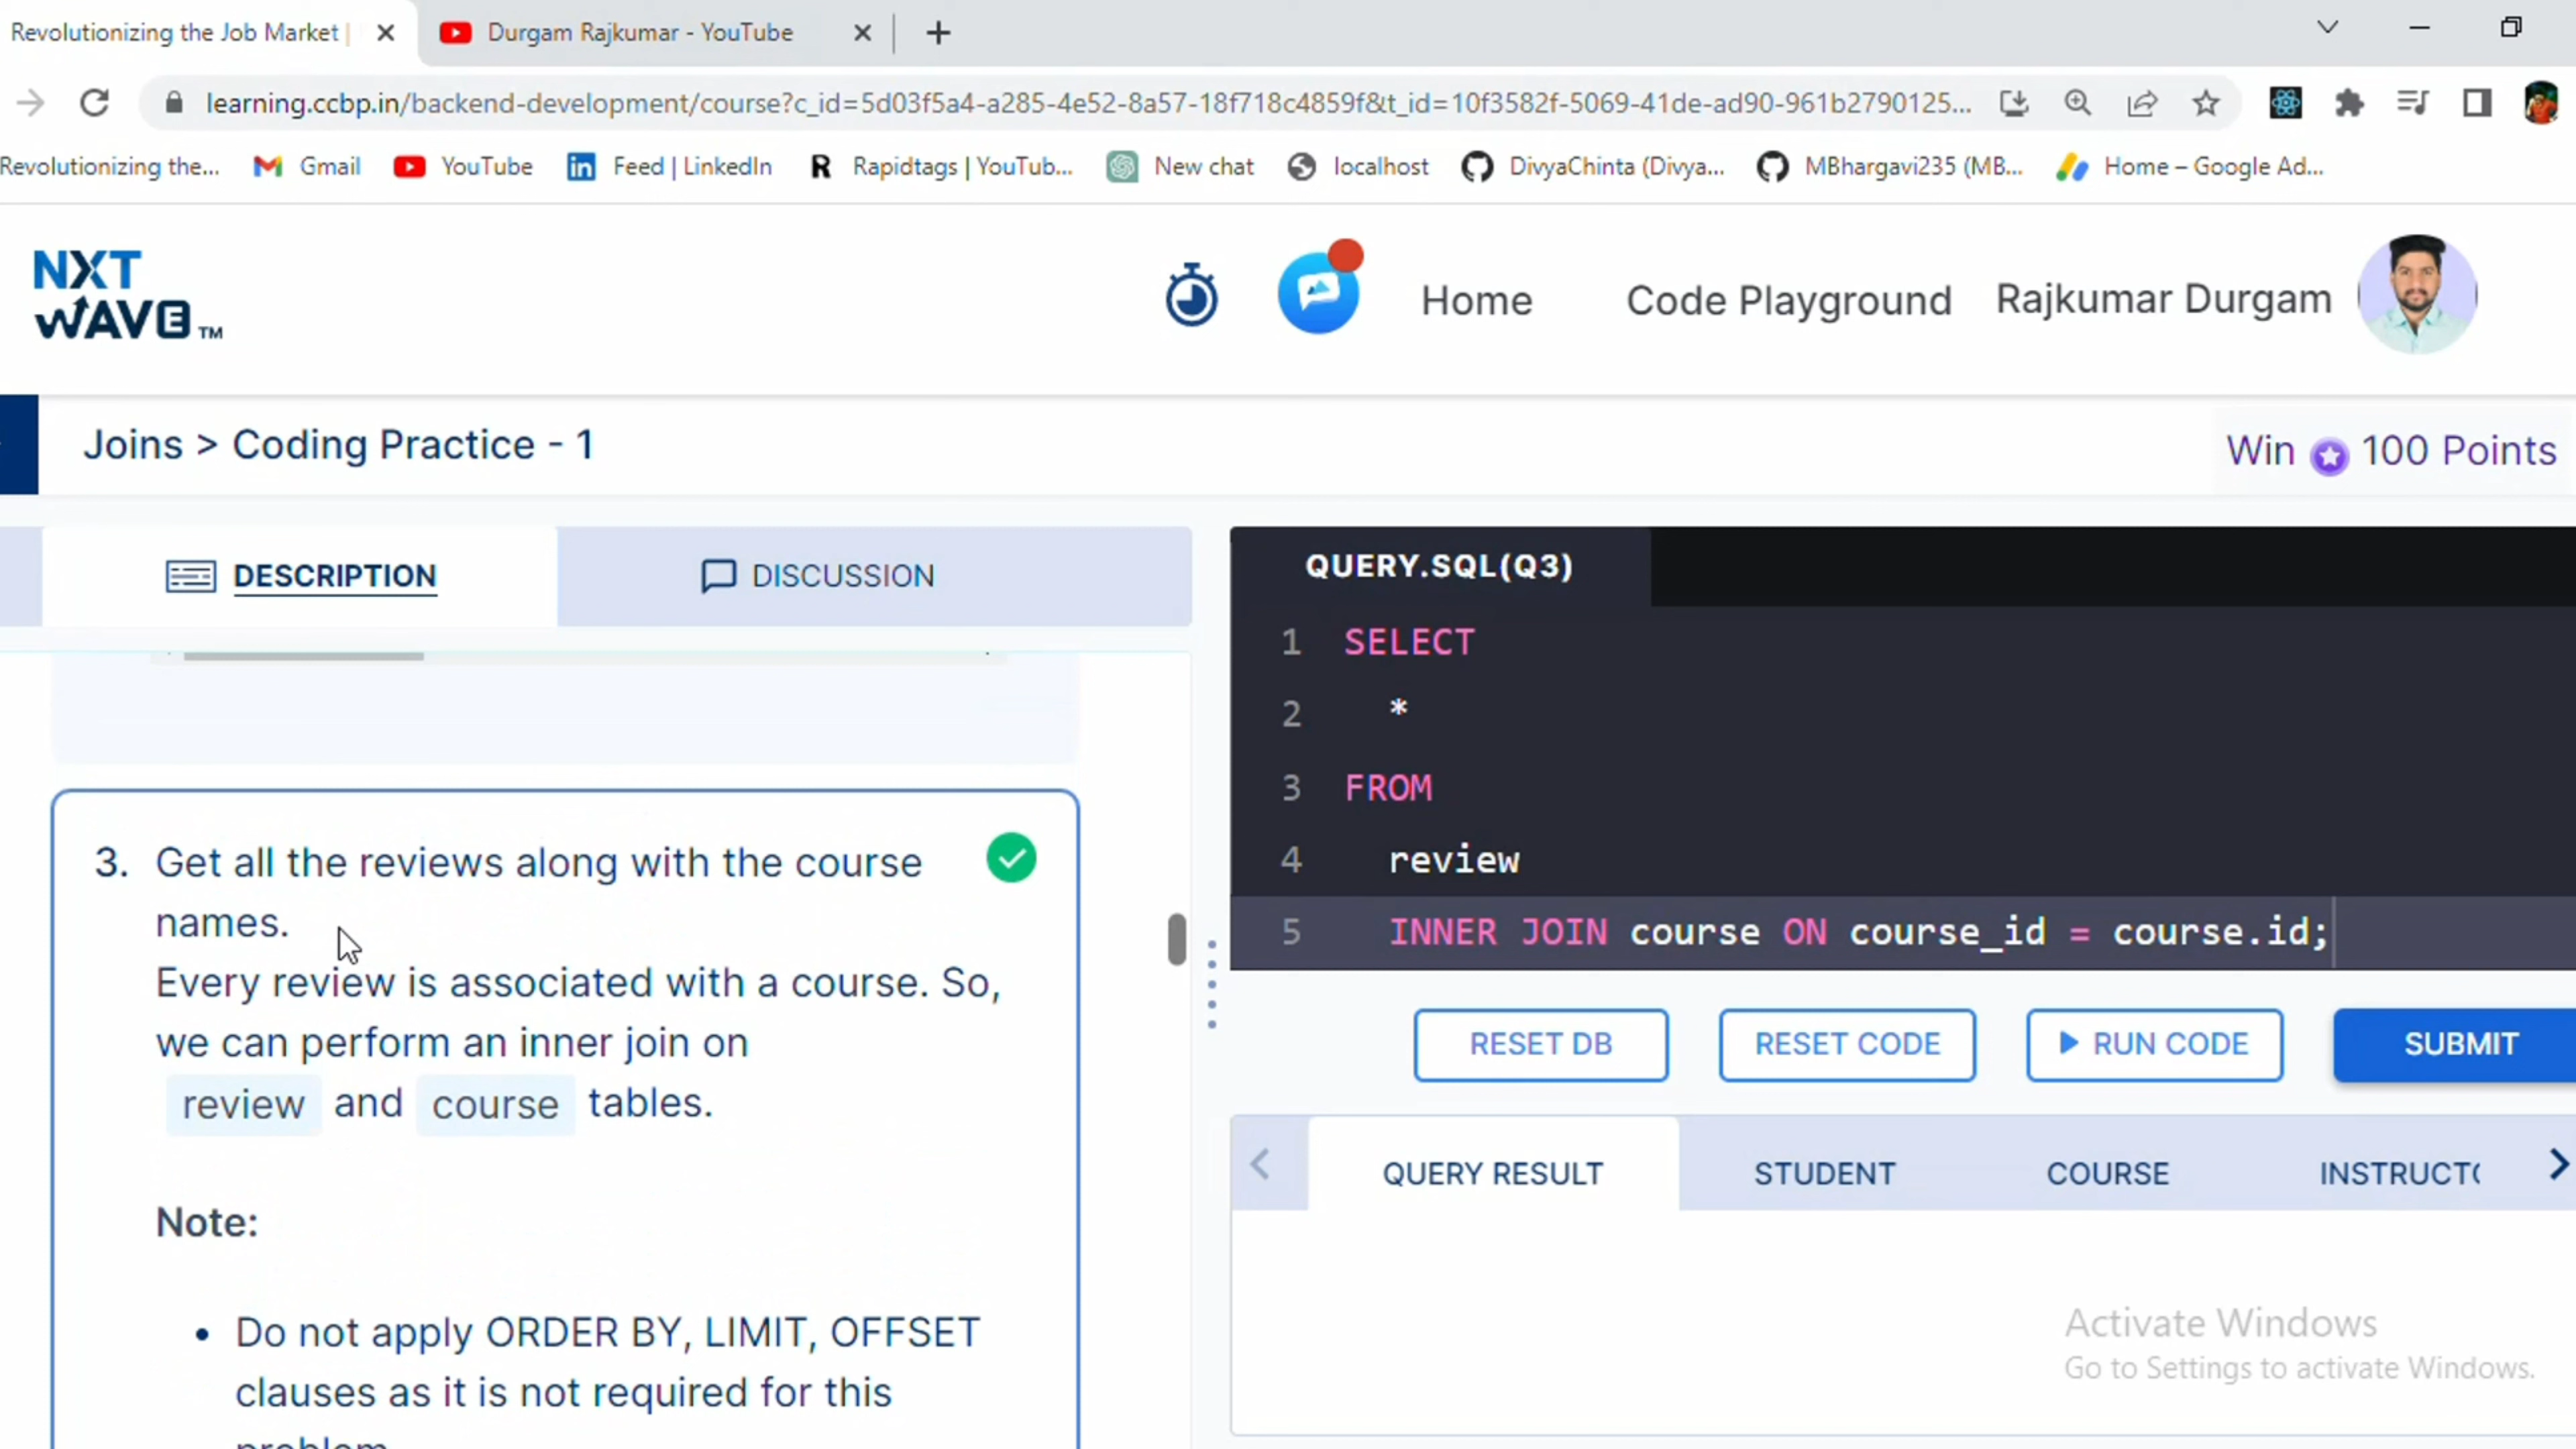 Revolutionizing the Job Market |
Durgam Rajkumar - YouTube
learning.ccbp.in/backend-development/course?c_id=5d03f5a4-a285-4e52-8a57-18f718c4859f&t_id=10f3582f-5069-41de-ad90-961b2790125...
Revolutionizing the... Gmail YouTube Feed | LinkedIn Rapidtags | YouTub... New chat localhost DivyaChinta (Divya... MBhargavi235 (MB... Home – Google Ad...
NXT
WAVE TM
Home Code Playground Rajkumar Durgam
Joins > Coding Practice - 1
Win 100 Points
DESCRIPTION
DISCUSSION
3. Get all the reviews along with the course
names.
Every review is associated with a course. So,
we can perform an inner join on
review and course tables.
Note:
• Do not apply ORDER BY, LIMIT, OFFSET
clauses as it is not required for this
problem
QUERY.SQL(Q3)
1 SELECT
2 *
3 FROM
4 review
5 INNER JOIN course ON course_id = course.id;
RESET DB RESET CODE RUN CODE SUBMIT
QUERY RESULT STUDENT COURSE INSTRUCT
Activate Windows
Go to Settings to activate Windows.